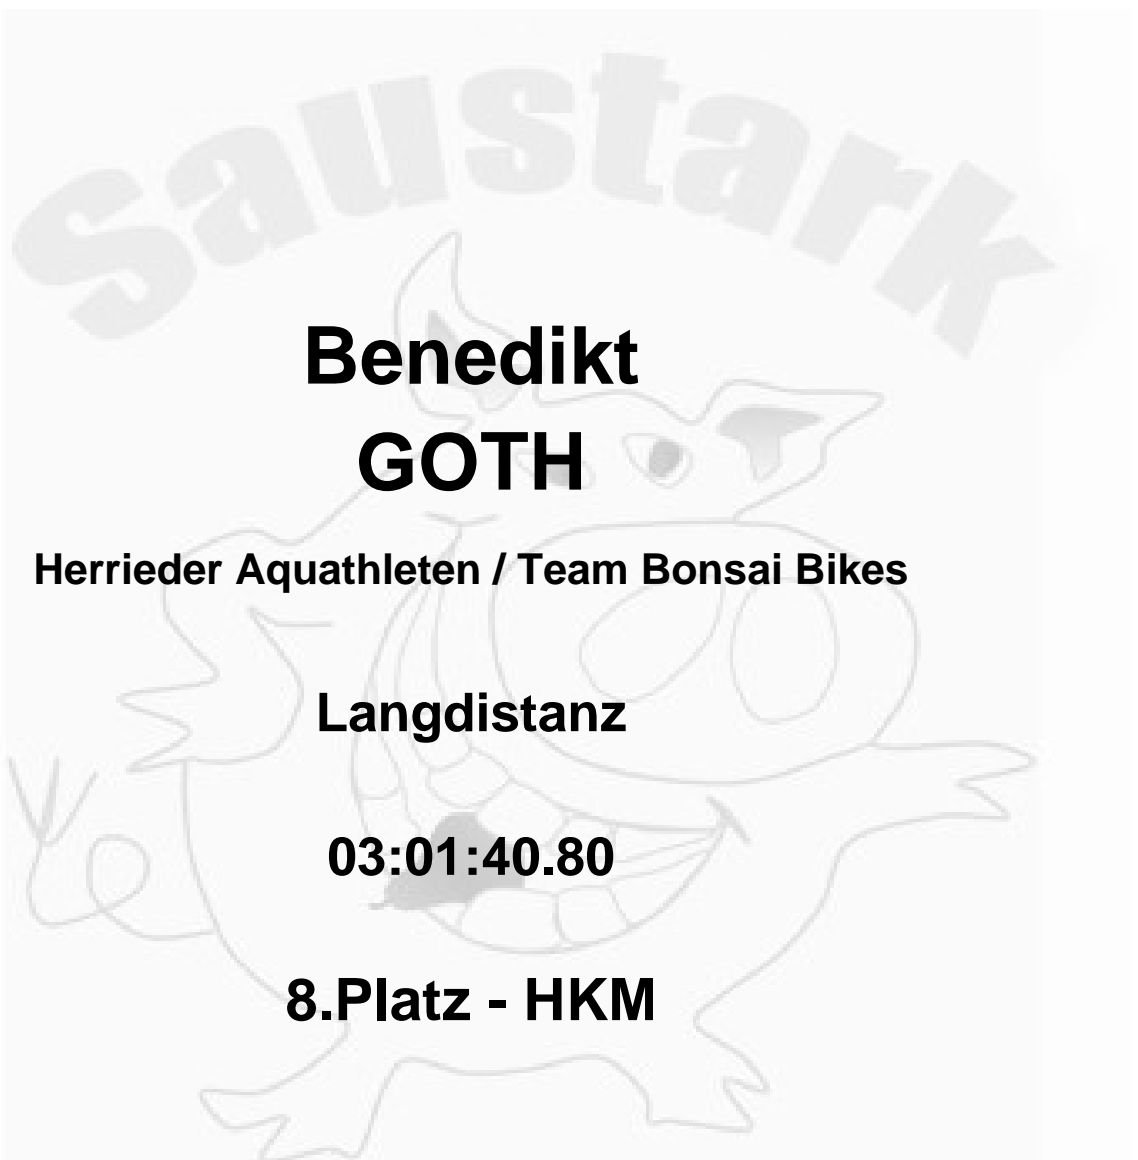 Saustark
Benedikt
GOTH
Herrieder Aquathleten / Team Bonsai Bikes
Langdistanz
03:01:40.80
8.Platz - HKM